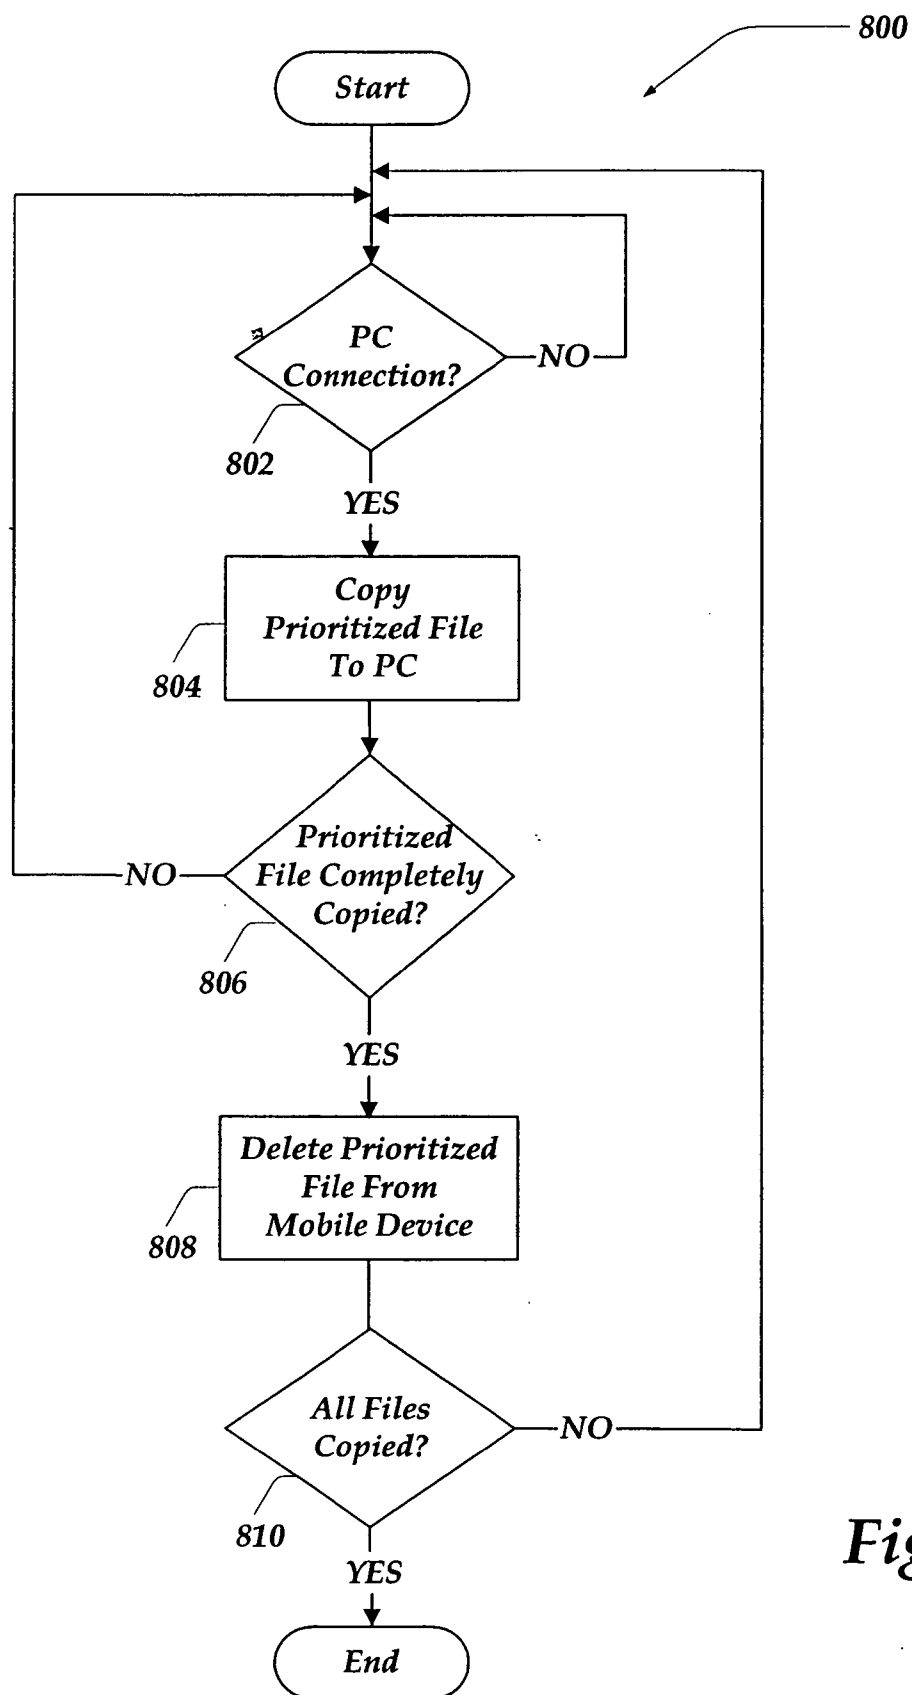 800
Start
PC
Connection?
NO
802
YES
Copy
Prioritized File
To PC
804
Prioritized
File Completely
Copied?
NO
806
YES
Delete Prioritized
File From
Mobile Device
808
All Files
Copied?
NO
810
YES
End